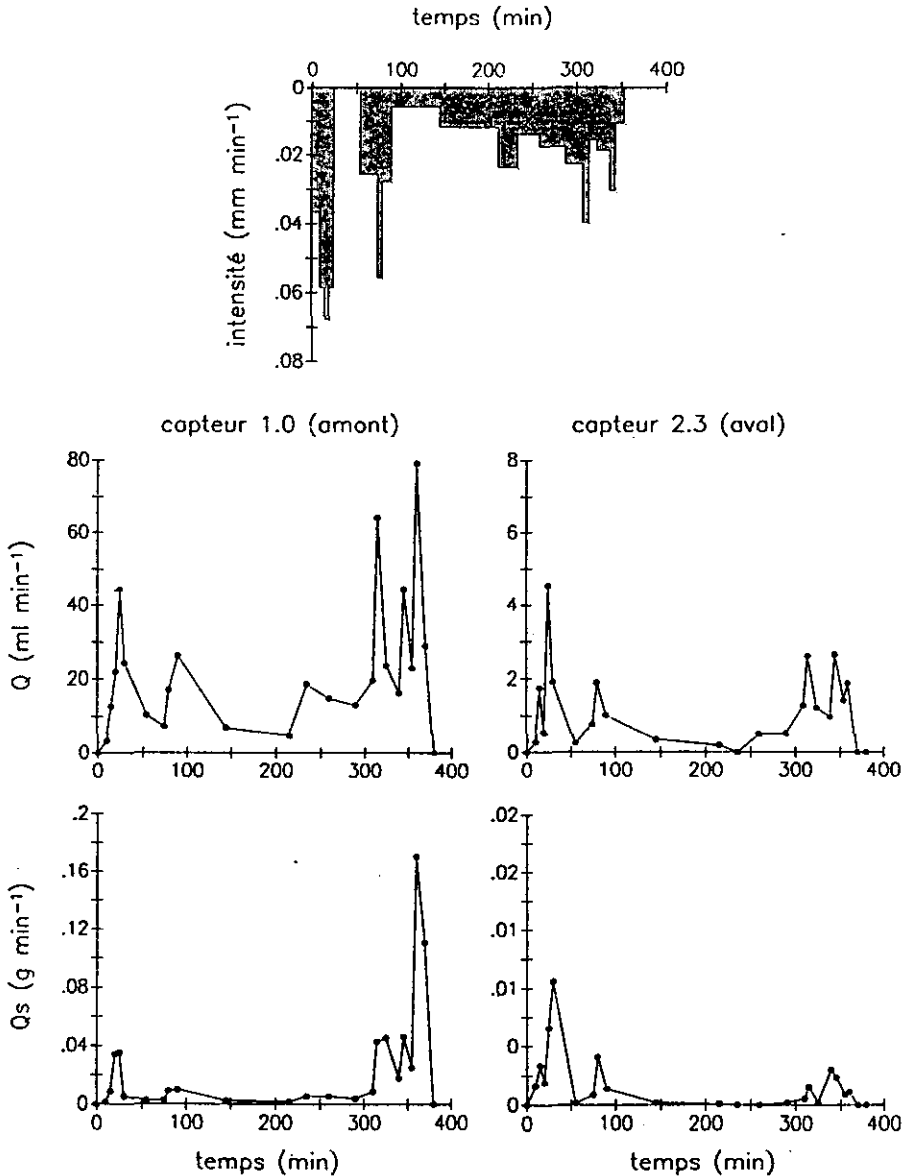 temps (min)
0 100 200 300 400
intensité (mm min⁻¹)
0
.02
.04
.06
.08
capteur 1.0 (amont)
capteur 2.3 (aval)
Q (ml min⁻¹)
80
60
40
20
0
0 100 200 300 400
8
6
4
2
0
0 100 200 300 400
Qs (g min⁻¹)
.2
.16
.12
.08
.04
0
0 100 200 300 400
temps (min)
.02
.02
.01
.01
0
0
0 100 200 300 400
temps (min)